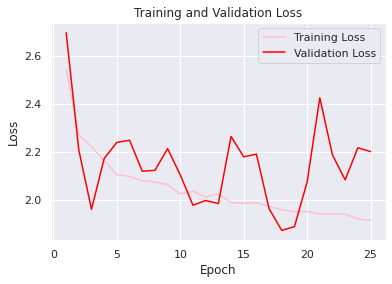 Training and Validation Loss
Training Loss
Validation Loss
2.6
2.4
2.2
2.0
Loss
0
5
10
15
20
25
Epoch